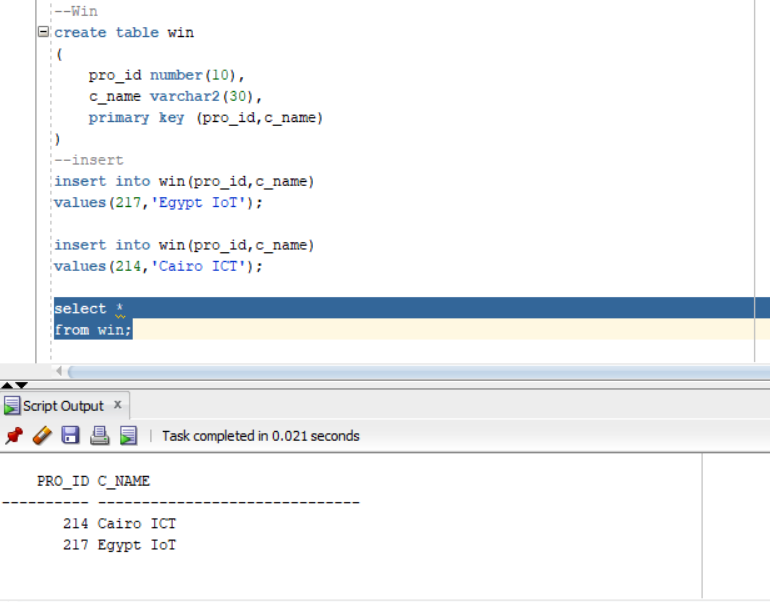 --Win
create table win
(
    pro_id number(10),
    c_name varchar2(30),
    primary key (pro_id,c_name)
)
--insert
insert into win(pro_id,c_name)
values(217,'Egypt IoT');
insert into win(pro_id,c_name)
values(214,'Cairo ICT');
select *
from win;
Script Output x
Task completed in 0.021 seconds
PRO_ID C_NAME
---------- ------------------------------
214 Cairo ICT
217 Egypt IoT